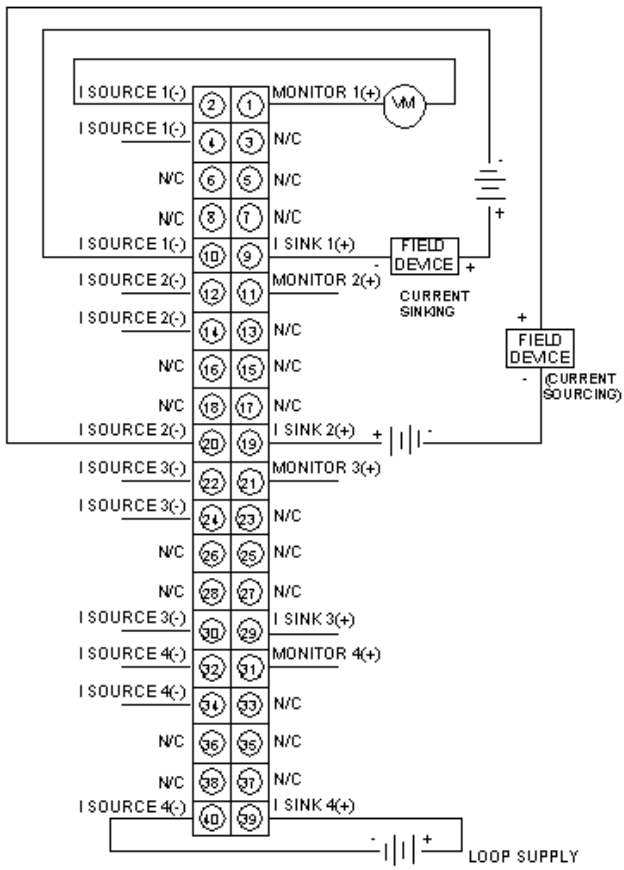 I SOURCE 1(-) 2 1 MONITOR 1(+) VM
I SOURCE 1(-) 4 3 N/C
N/C 6 5 N/C
-
N/C 8 7 N/C
+
I SOURCE 1(-) 10 9 I SINK 1(+) - FIELD DEVICE +
I SOURCE 2(-) 12 11 MONITOR 2(+)
CURRENT
SINKING
I SOURCE 2(-) 14 13 N/C
+
FIELD
DEVICE
N/C 16 15 N/C
- (CURRENT
SOURCING)
N/C 18 17 N/C
I SOURCE 2(-) 20 19 I SINK 2(+) + -
I SOURCE 3(-) 22 21 MONITOR 3(+)
I SOURCE 3(-) 24 23 N/C
N/C 26 25 N/C
N/C 28 27 N/C
I SOURCE 3(-) 30 29 I SINK 3(+)
I SOURCE 4(-) 32 31 MONITOR 4(+)
I SOURCE 4(-) 34 33 N/C
N/C 36 35 N/C
N/C 38 37 N/C
I SOURCE 4(-) 40 39 I SINK 4(+)
- +
LOOP SUPPLY